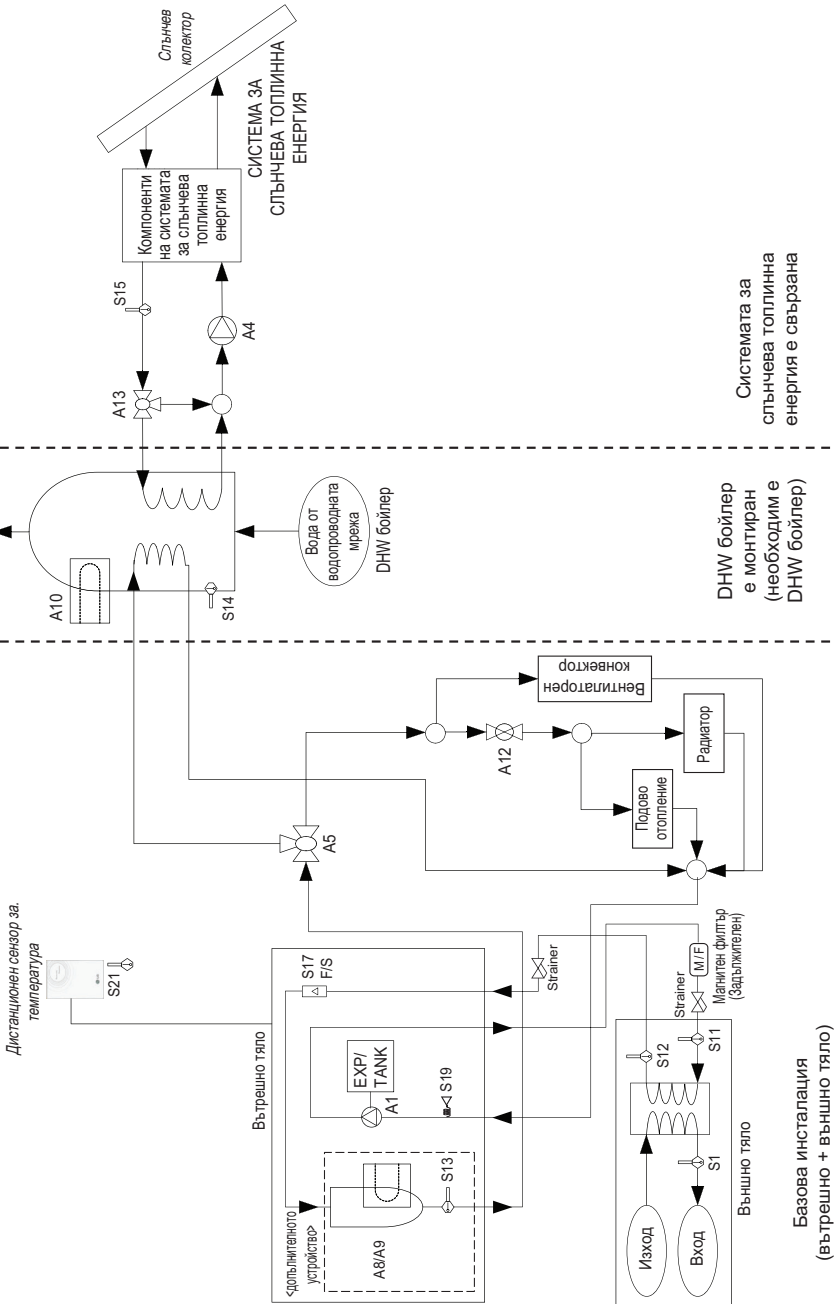 Слънчев
колектор
СИСТЕМА ЗА
СЛЪНЧЕВА ТОПЛИННА
ЕНЕРГИЯ
Компоненти
на системата
за слънчева
топлинна
енергия
S15
A13
A4
Системата за
слънчева топлинна
енергия е свързана
A10
S14
Вода от
водопроводната
мрежа
DHW бойлер
DHW бойлер
е монтиран
(необходим е
DHW бойлер)
Дистанционен сензор за.
температура
S21
A5
A12
Вентилаторен
конвектор
Радиатор
Подово
отопление
Вътрешно тяло
S17
F/S
EXP/
TANK
A1
S19
<допълнителното
устройство>
A8/A9
S13
Strainer
Strainer
M/F
Магнитен филтър
(Задължителен)
S12
S11
S1
Изход
Вход
Външно тяло
Базова инсталация
(вътрешно + външно тяло)